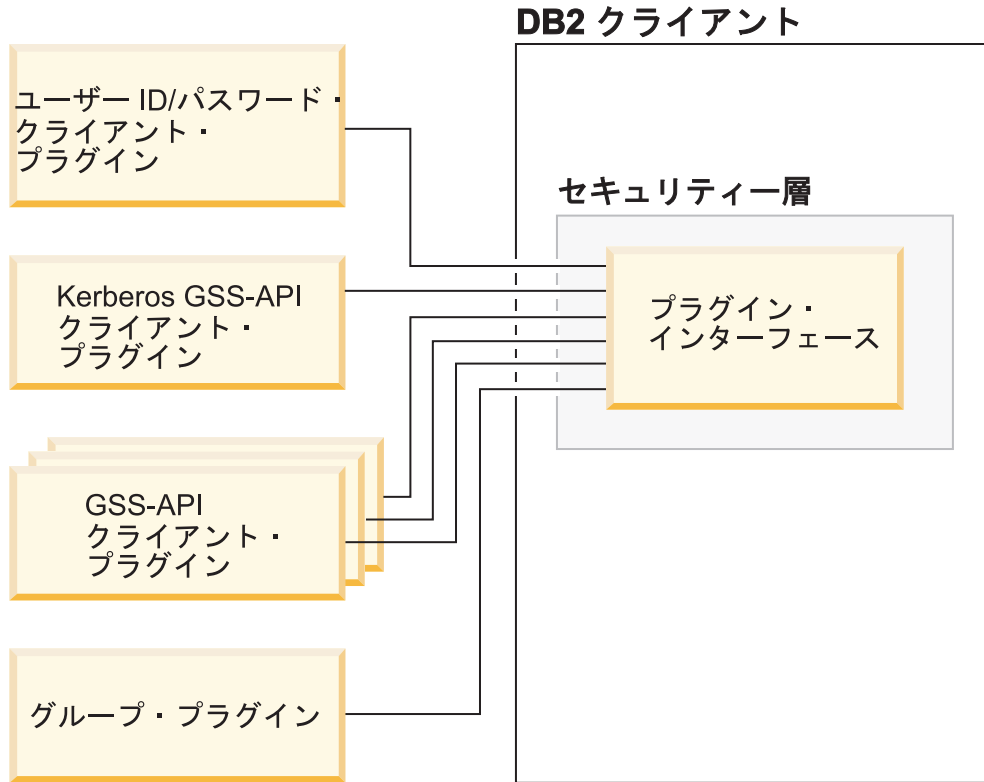 DB2 クライアント
ユーザー ID/パスワード・
クライアント・
プラグイン
セキュリティー層
Kerberos GSS-API
クライアント・
プラグイン
プラグイン・
インターフェース
GSS-API
クライアント・
プラグイン
グループ・プラグイン